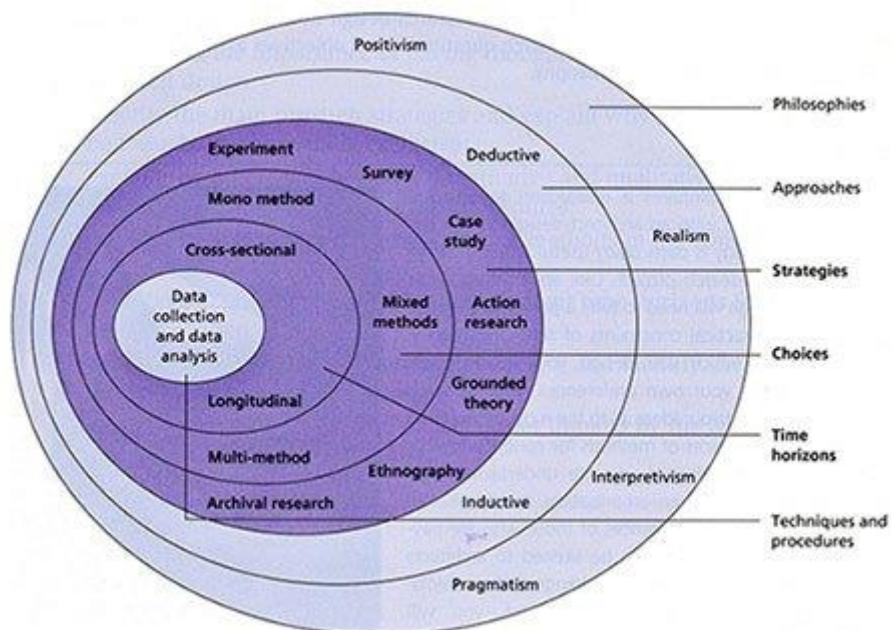 Positivism
Philosophies
Experiment
Deductive
Survey
Approaches
Mono method
Case
study
Realism
Cross-sectional
Strategies
Data
collection
and data
analysis
Mixed
methods
Action
research
Choices
Grounded
theory
Longitudinal
Time
horizons
Multi-method
Ethnography
Interpretivism
Archival research
Inductive
Techniques and
procedures
Pragmatism